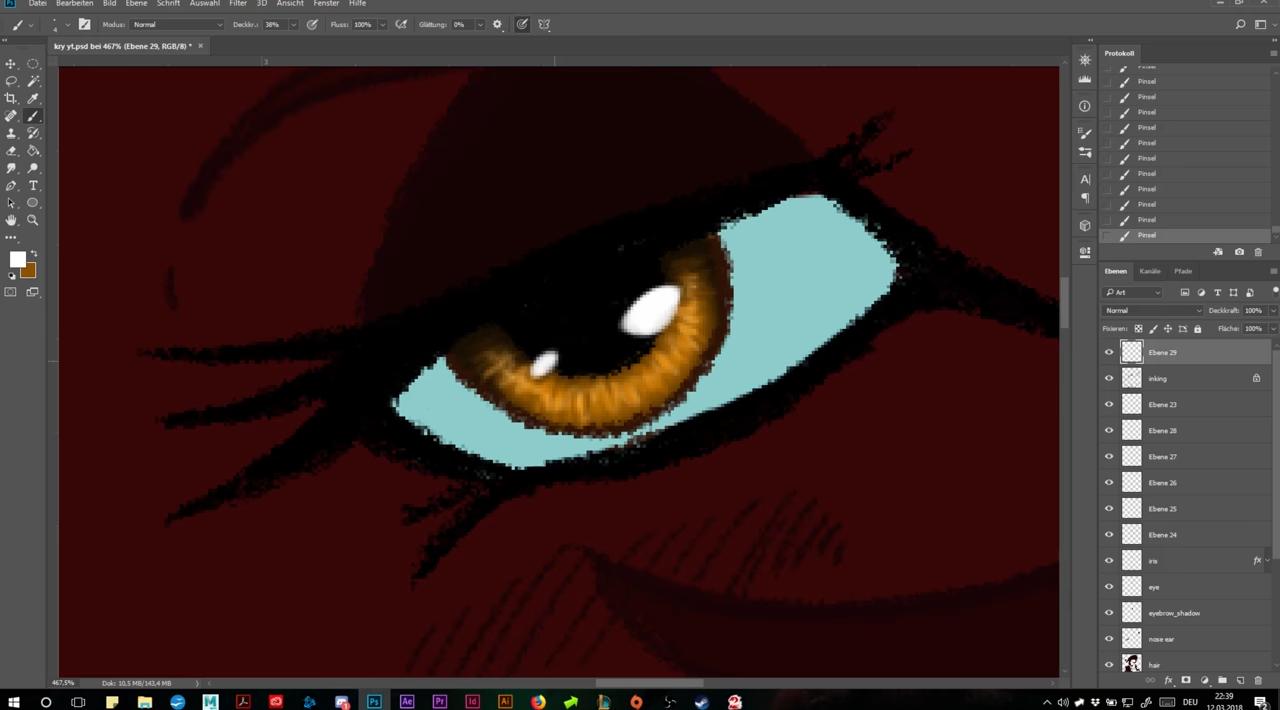 Datei Bearbeiten Bild Ebene Schrift Auswahl Filter 3D Ansicht Fenster Hilfe
4 Modus: Normal Deckkr.: 38% Fluss: 100% Glättung: 0%
kry yt.psd bei 467% (Ebene 29, RGB/8) *
3
Protokoll
Pinsel
Pinsel
Pinsel
Pinsel
Pinsel
Pinsel
Pinsel
Pinsel
Pinsel
Pinsel
Pinsel
Ebenen Kanäle Pfade
Art
Normal Deckkraft: 100%
Fixieren: Fläche: 100%
Ebene 29
inking
Ebene 23
Ebene 28
Ebene 27
Ebene 26
Ebene 25
Ebene 24
iris fx
eye
eyebrow_shadow
nose ear
hair
467,5% Dok: 10,5 MB/143,4 MB
DEU 22:39
12.03.2018